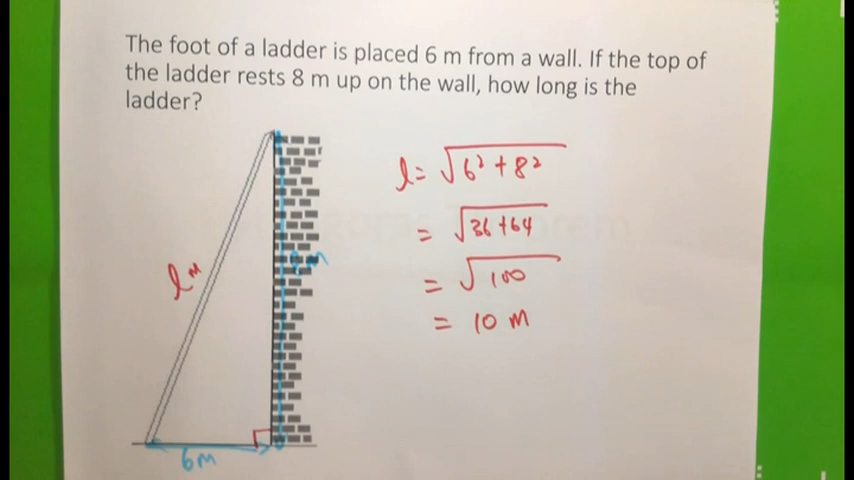 The foot of a ladder is placed 6 m from a wall. If the top of
the ladder rests 8 m up on the wall, how long is the
ladder?
l = √6² + 8²
= √36 + 64
= √100
= 10 m
l m
8m
6m